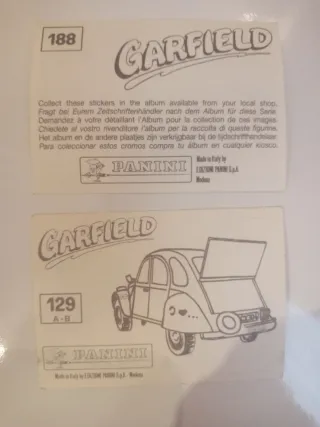 188
GARFIELD
Collect these stickers in the album available from your local shop.
Fragt bei Eurem Zeitschriftenhändler nach dem Album für diese Serie.
Demandez à votre détaillant l'Album pour la collection de ces images
Chiedete al vostro rivenditore l'album per la raccolta di queste figurine.
Het album en de andere plaatjes zijn verkrijgbaar bij de tijdschrifthandelaar.
Para coleccionar estos cromos compra tu álbum en cualquier kiosco.
PANINI
Made in Italy by
EDIZIONI PANINI S.p.A.
Modena
GARFIELD
129
A-B
PANINI
Made in Italy by EDIZIONI PANINI S.p.A. - Modena